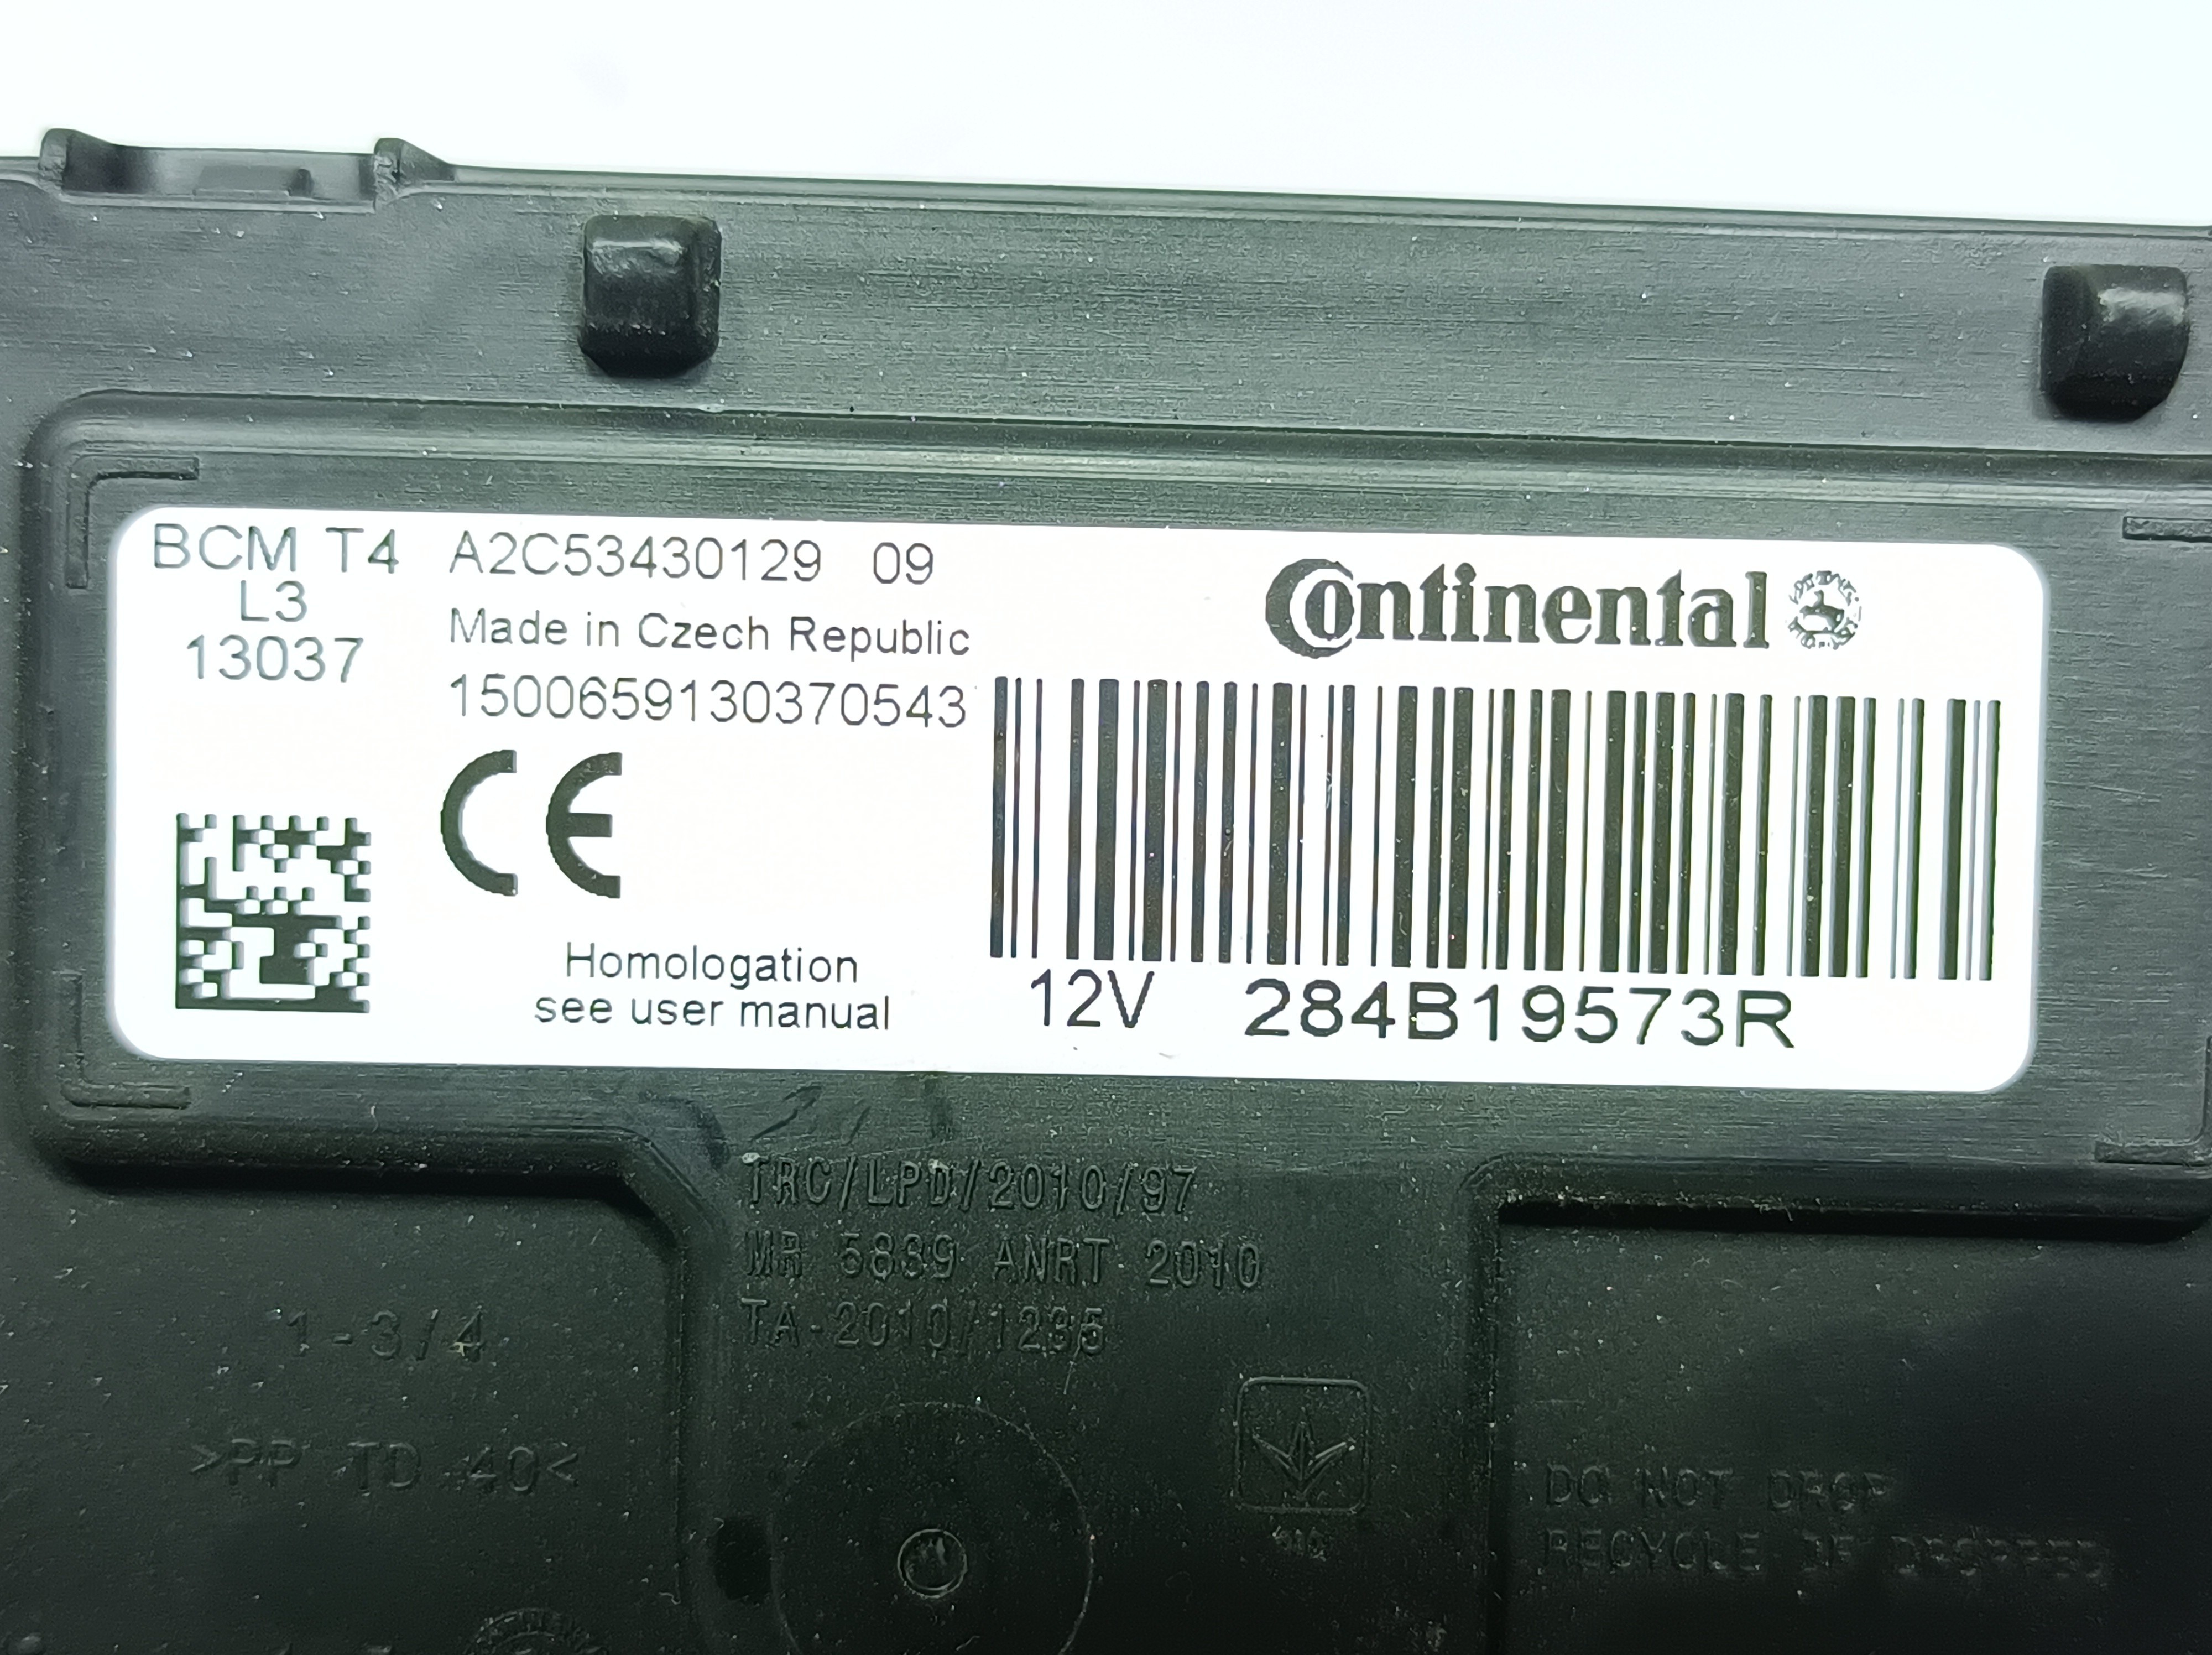 BCM T4 A2C53430129 09
L3
13037
Made in Czech Republic
1500659130370543
Continental
CE
Homologation
see user manual
12V 284B19573R
TRC/LPD/2010/97
MR 5839 ANRT 2010
TA-2010/1235
1-3/4
>PP TD 40<
DO NOT DROP
RECYCLE IF DROPPED